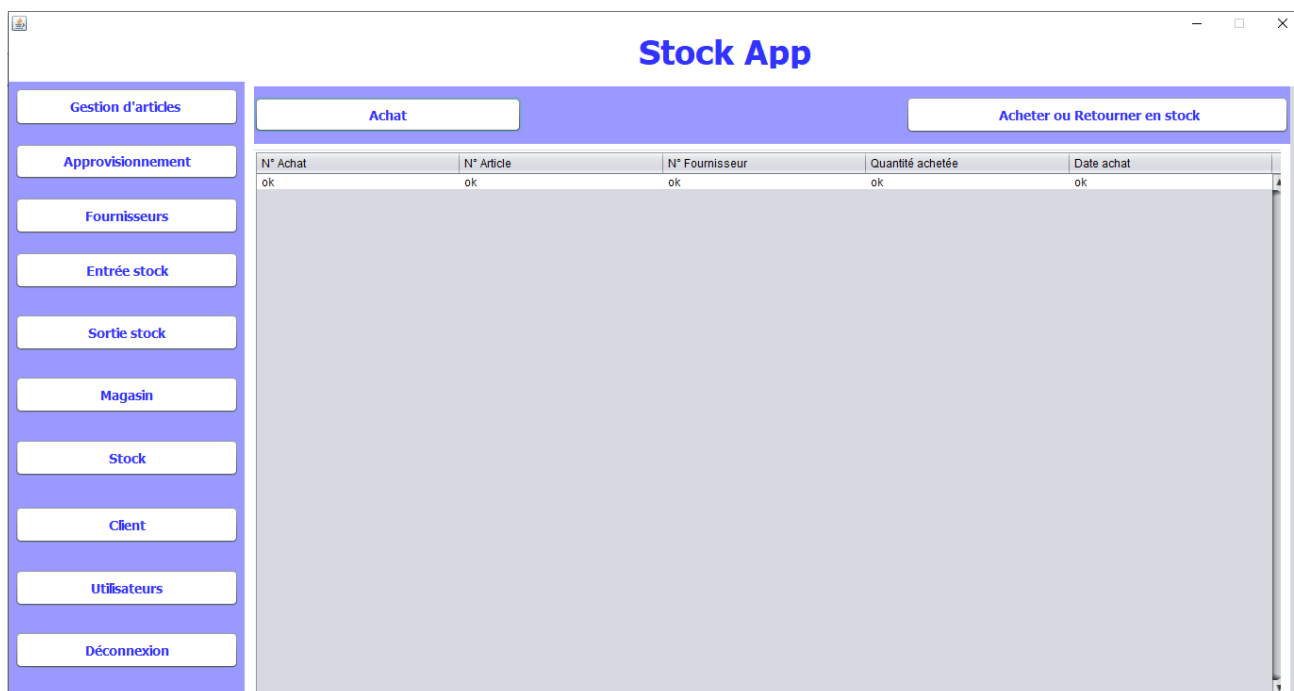 Stock App
Gestion d'articles
Approvisionnement
Fournisseurs
Entrée stock
Sortie stock
Magasin
Stock
Client
Utilisateurs
Déconnexion
Achat
Acheter ou Retourner en stock
N° Achat N° Article N° Fournisseur Quantité achetée Date achat
ok ok ok ok ok